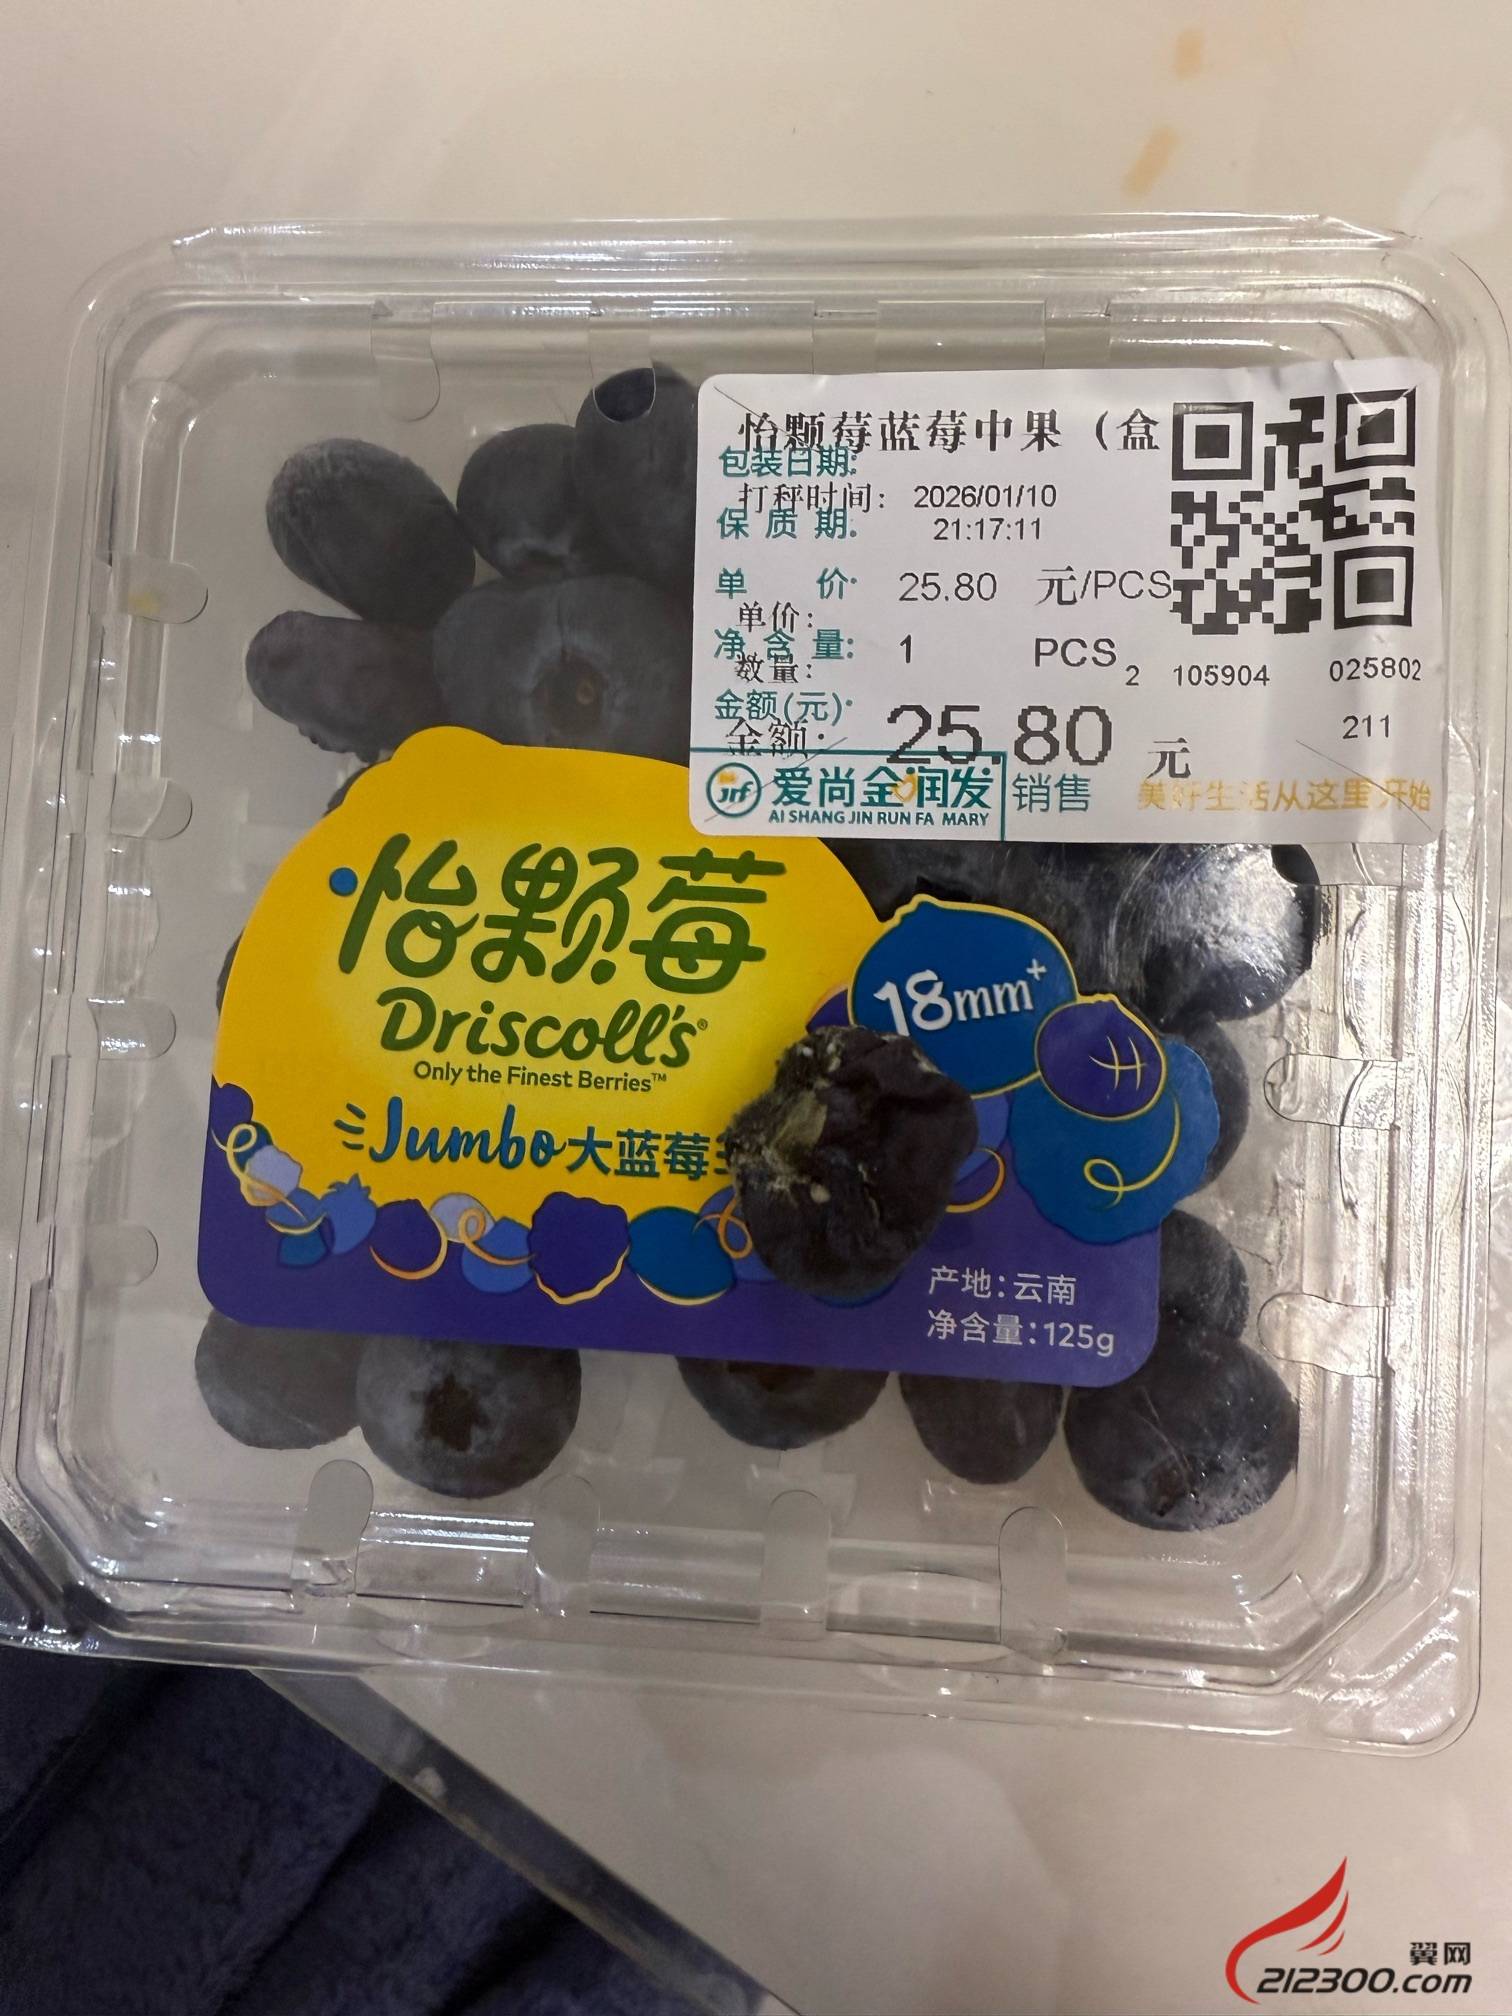 怡颗莓蓝莓中果（盒
包装日期:
打秤时间: 2026/01/10
保质期: 21:17:11
单价: 25.80 元/PCS
单价:
净含量: 1 PCS
数量:
2 105904 025802
金额(元):
211
金额: 25.80 元
jrf 爱尚金润发 销售 美好生活从这里开始
AI SHANG JIN RUN FA MARY
怡颗莓
Driscoll's®
Only the Finest Berries™
Jumbo大蓝莓
18mm+
产地:云南
净含量:125g
翼网
212300.com